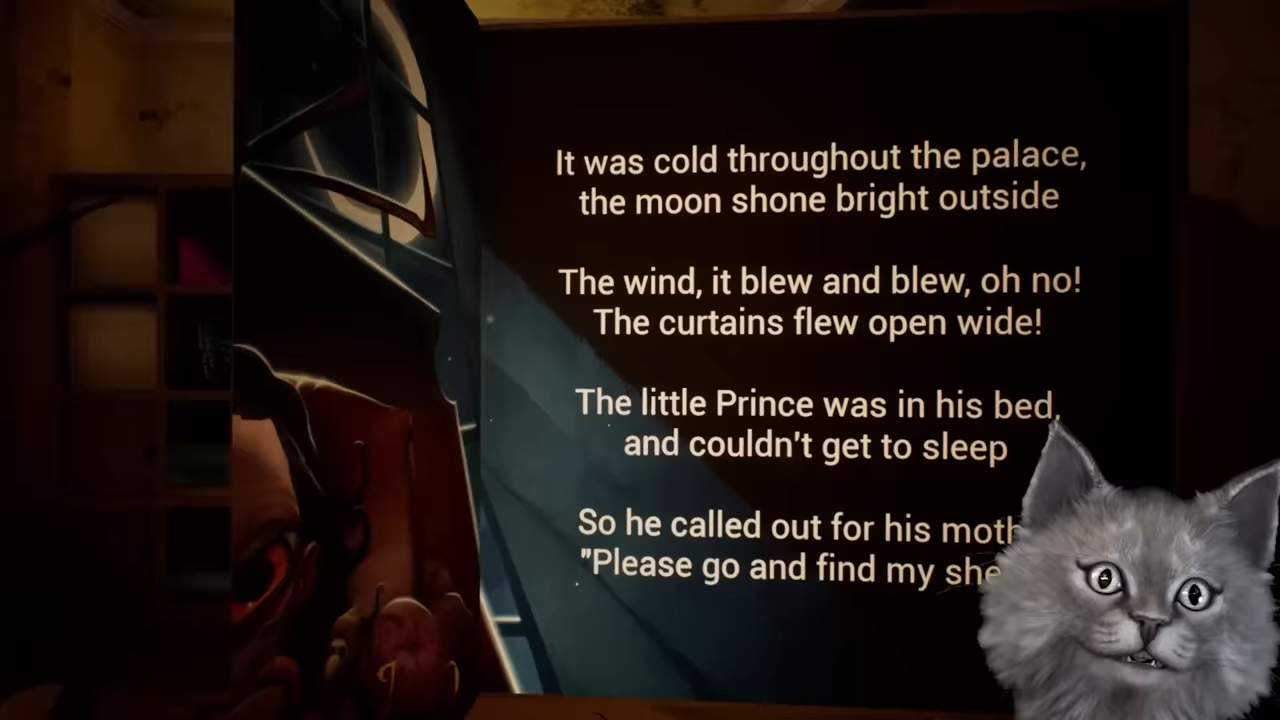 It was cold throughout the palace,
the moon shone bright outside
The wind, it blew and blew, oh no!
The curtains flew open wide!
The little Prince was in his bed,
and couldn't get to sleep
So he called out for his
"Please go and find my